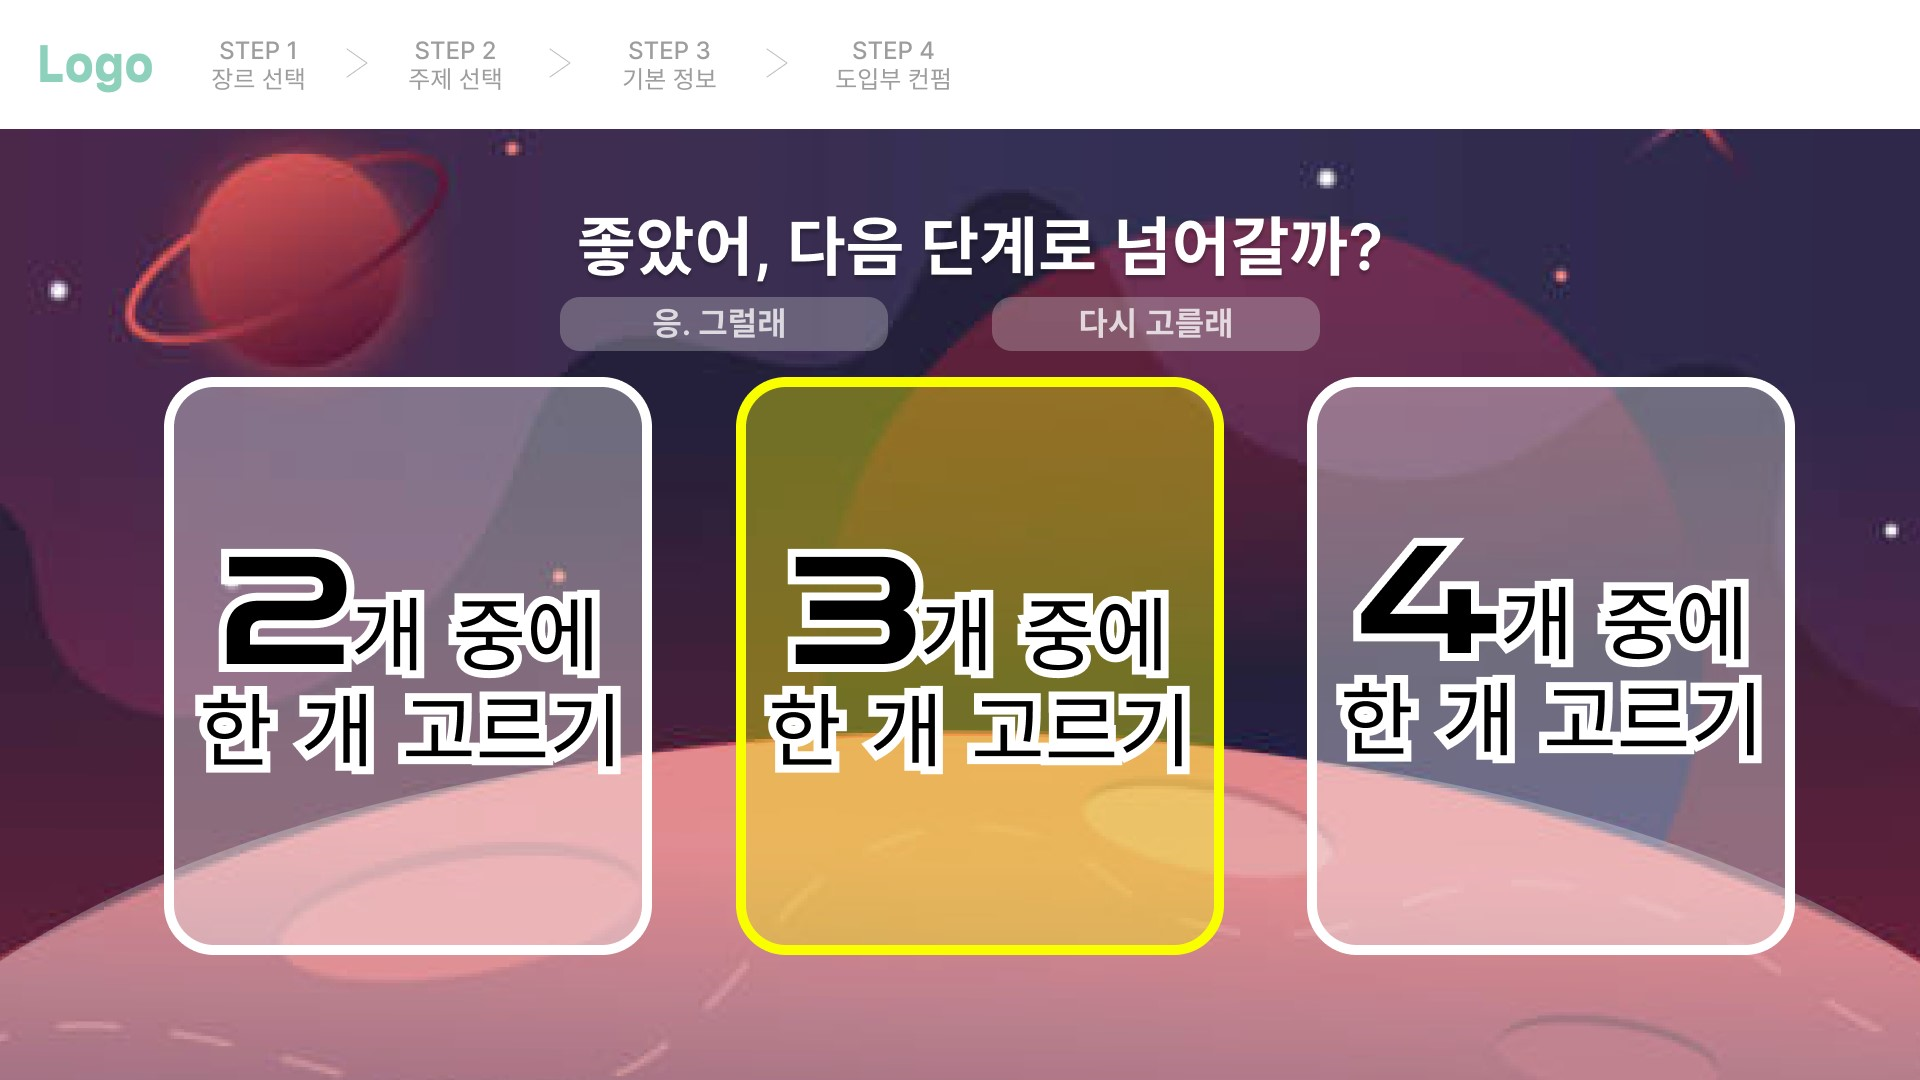 Logo
STEP 1
장르 선택
STEP 2
주제 선택
STEP 3
기본 정보
STEP 4
도입부 컨펌
좋았어, 다음 단계로 넘어갈까?
응. 그럴래
다시 고를래
2개 중에
한 개 고르기
3개 중에
한 개 고르기
4개 중에
한 개 고르기